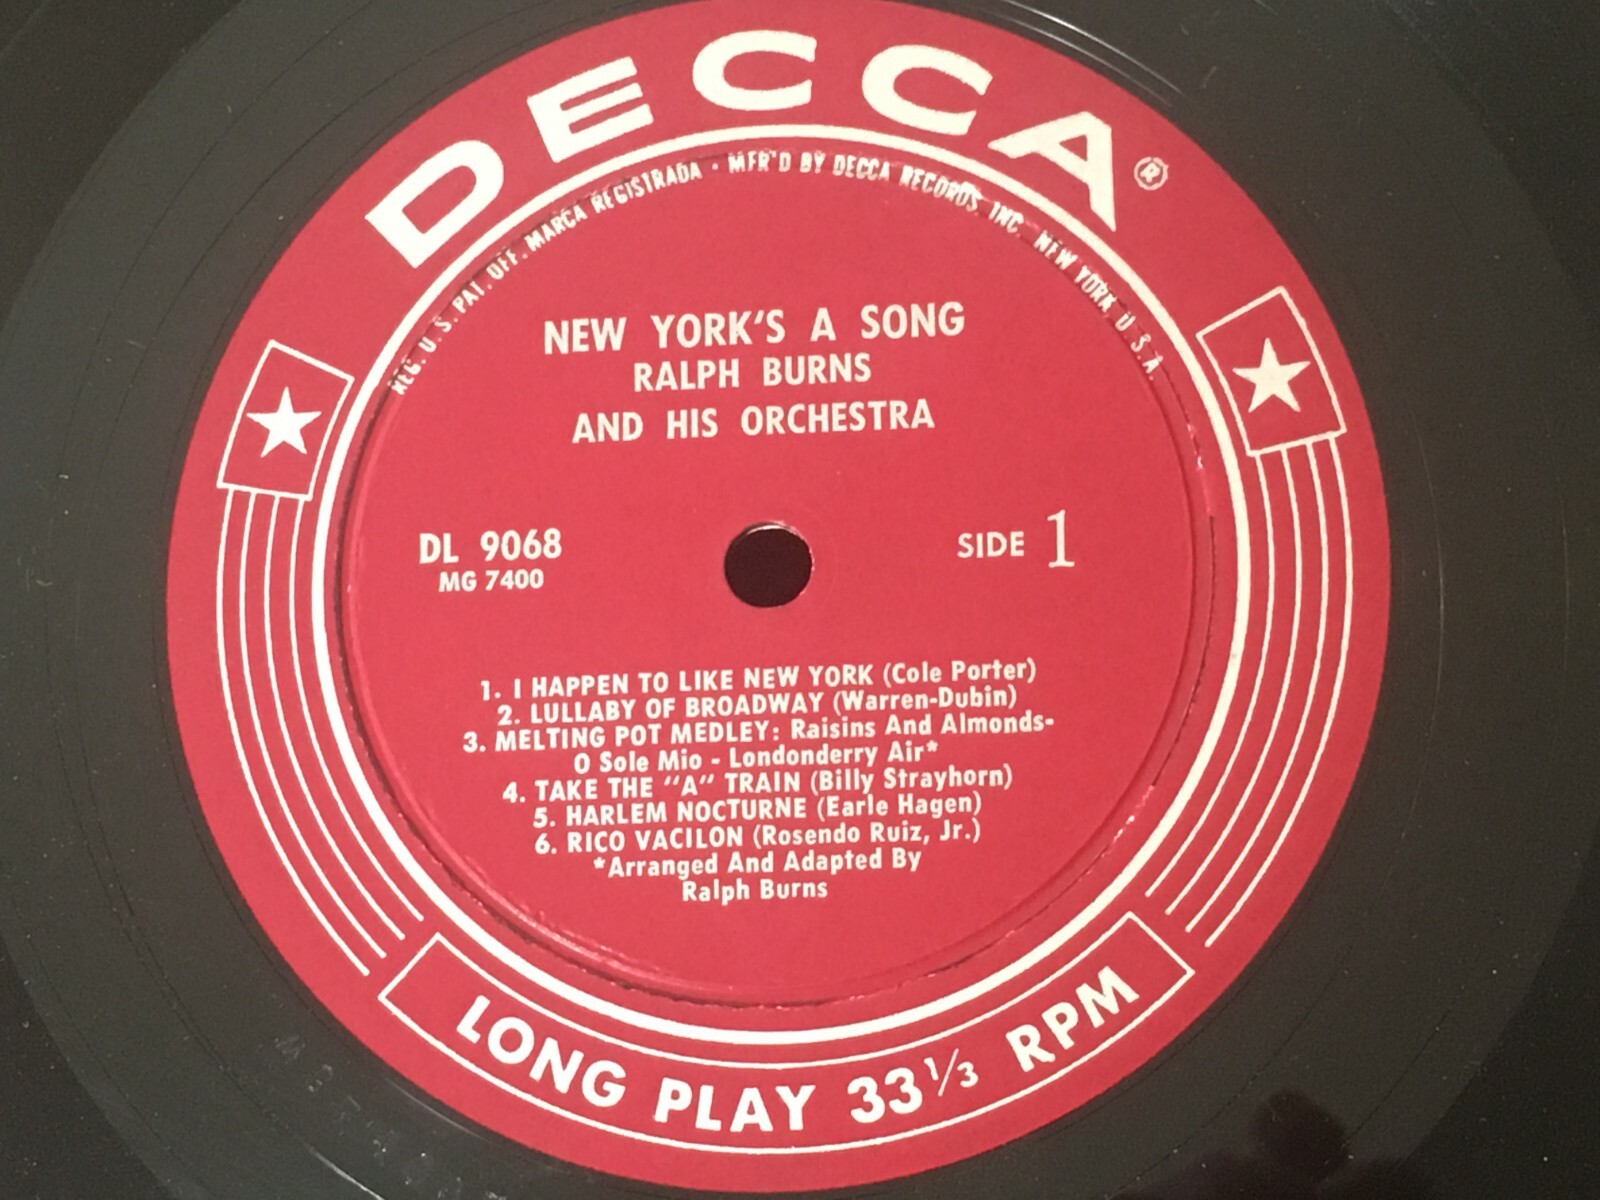 DECCA®
REG. U. S. PAT. OFF. MARCA REGISTRADA · MFR'D BY DECCA RECORDS, INC. NEW YORK U.S.A.
NEW YORK'S A SONG
RALPH BURNS
AND HIS ORCHESTRA
DL 9068
MG 7400
SIDE 1
1. I HAPPEN TO LIKE NEW YORK (Cole Porter)
2. LULLABY OF BROADWAY (Warren-Dubin)
3. MELTING POT MEDLEY: Raisins And Almonds-
O Sole Mio - Londonderry Air*
4. TAKE THE "A" TRAIN (Billy Strayhorn)
5. HARLEM NOCTURNE (Earle Hagen)
6. RICO VACILON (Rosendo Ruiz, Jr.)
*Arranged And Adapted By
Ralph Burns
LONG PLAY 33⅓ RPM